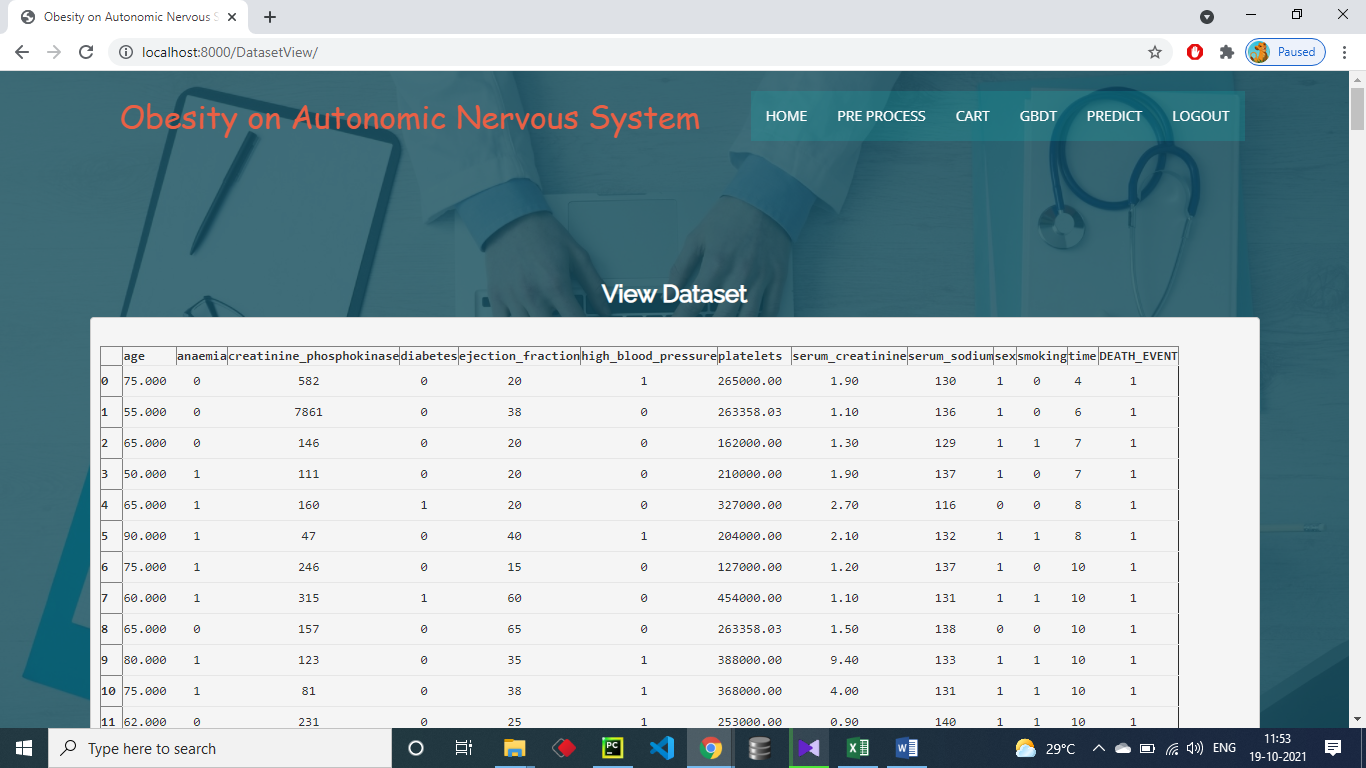 Obesity on Autonomic Nervous S
localhost:8000/DatasetView/
Paused
Obesity on Autonomic Nervous System
HOME PRE PROCESS CART GBDT PREDICT LOGOUT
View Dataset
age anaemia creatinine_phosphokinase diabetes ejection_fraction high_blood_pressure platelets serum_creatinine serum_sodium sex smoking time DEATH_EVENT
0 75.000 0 582 0 20 1 265000.00 1.90 130 1 0 4 1
1 55.000 0 7861 0 38 0 263358.03 1.10 136 1 0 6 1
2 65.000 0 146 0 20 0 162000.00 1.30 129 1 1 7 1
3 50.000 1 111 0 20 0 210000.00 1.90 137 1 0 7 1
4 65.000 1 160 1 20 0 327000.00 2.70 116 0 0 8 1
5 90.000 1 47 0 40 1 204000.00 2.10 132 1 1 8 1
6 75.000 1 246 0 15 0 127000.00 1.20 137 1 0 10 1
7 60.000 1 315 1 60 0 454000.00 1.10 131 1 1 10 1
8 65.000 0 157 0 65 0 263358.03 1.50 138 0 0 10 1
9 80.000 1 123 0 35 1 388000.00 9.40 133 1 1 10 1
10 75.000 1 81 0 38 1 368000.00 4.00 131 1 1 10 1
11 62.000 0 231 0 25 1 253000.00 0.90 140 1 1 10 1
Type here to search
PC
29°C
ENG
11:53
19-10-2021